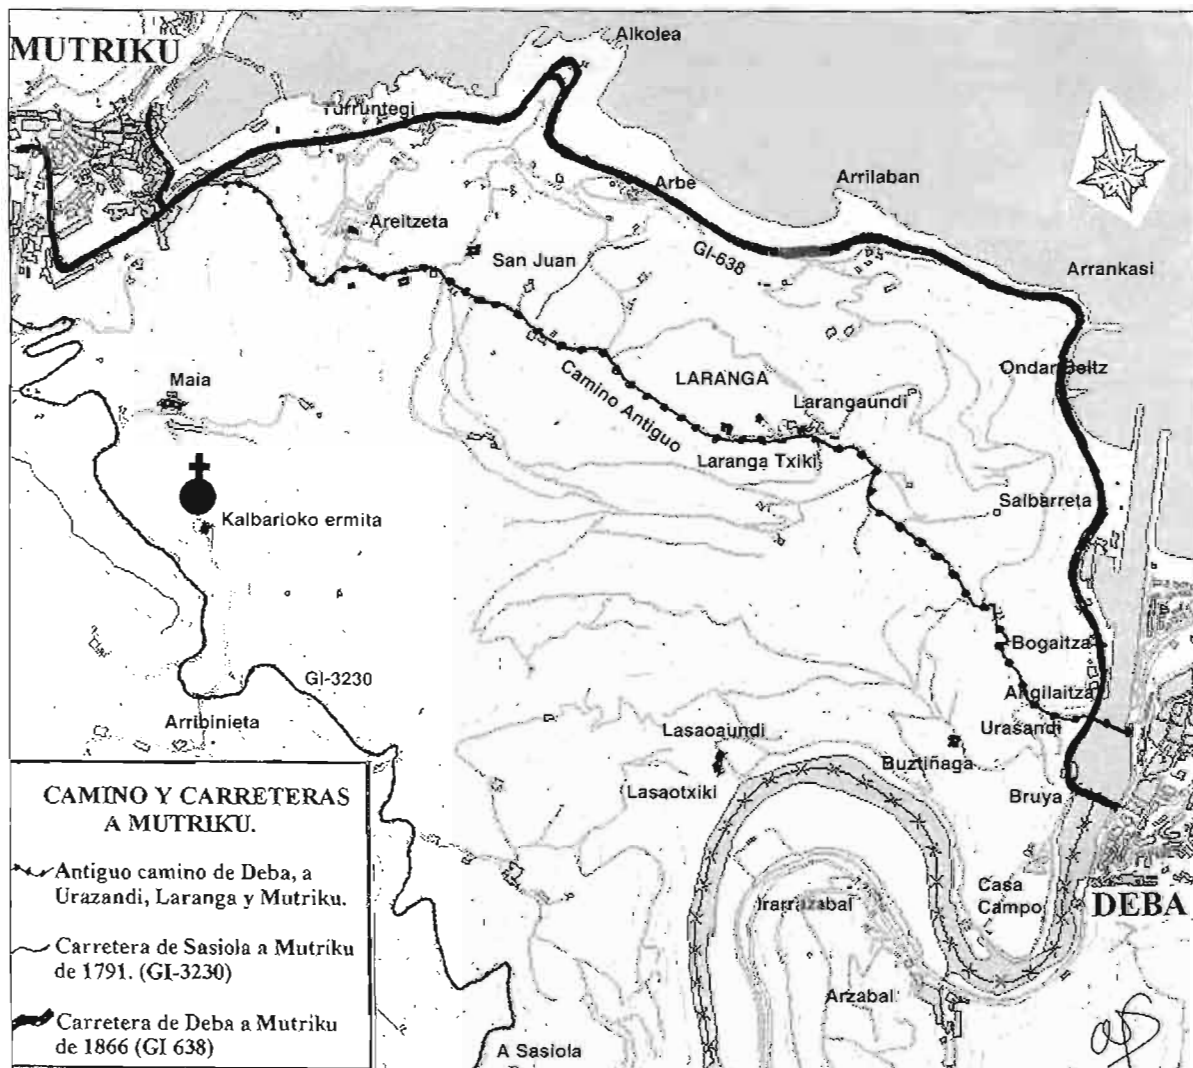 MUTRIKU
Alkolea
Turruntegi
Arbe
Arrilaban
Areitzeta
San Juan
GI-638
Arrankasi
Maia
Camino Antiguo
LARANGA
Ondar Beltz
Larangaundi
Laranga Txiki
Salbarreta
Kalbarioko ermita
Bogaitza
GI-3230
Angilaitza
Arribinieta
Lasaoaundi
Urasandi
Buztiñaga
Lasaotxiki
Bruya
Casa
Campo
DEBA
Irarrazabal
Arzabal
A Sasiola
CAMINO Y CARRETERAS
A MUTRIKU.
Antiguo camino de Deba, a
Urazandi, Laranga y Mutriku.
Carretera de Sasiola a Mutriku
de 1791. (GI-3230)
Carretera de Deba a Mutriku
de 1866 (GI 638)